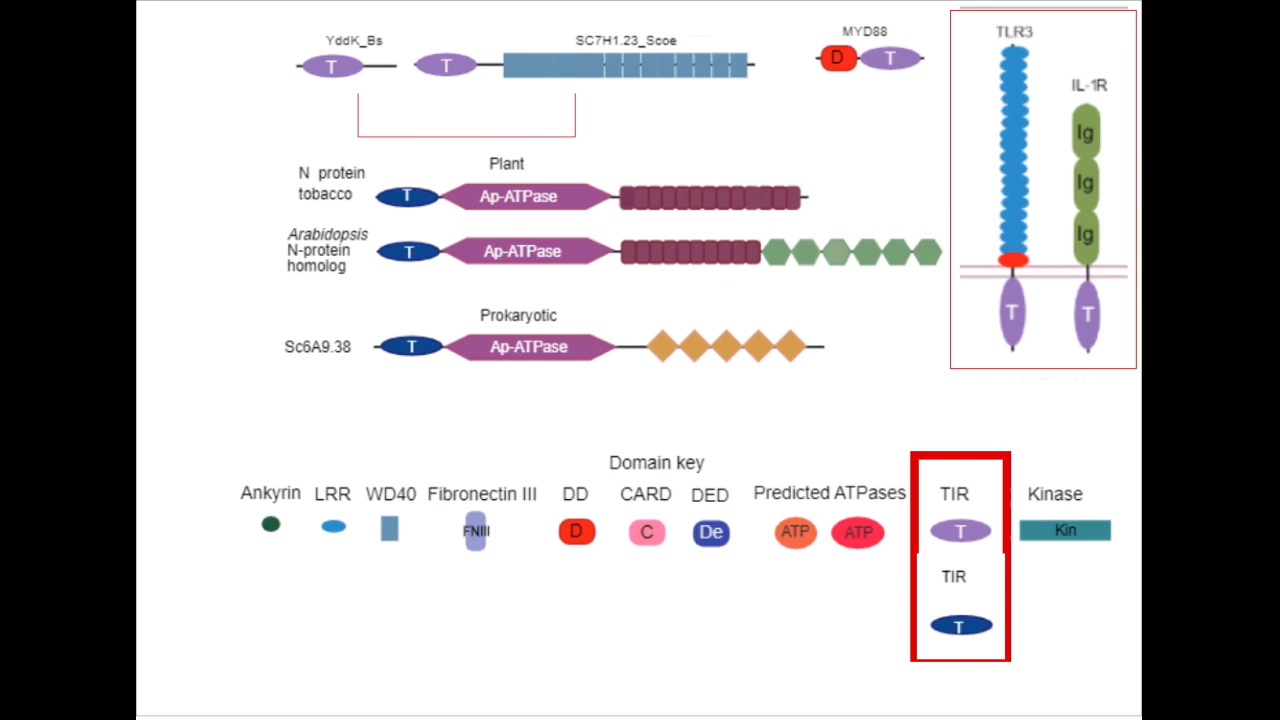 YddK_Bs
SC7H1.23_Scoe
MYD88
TLR3
T
T
D
T
IL-1R
Ig
Ig
Ig
T
T
N protein
tobacco
Plant
T
Ap-ATPase
Arabidopsis
N-protein
homolog
T
Ap-ATPase
Prokaryotic
Sc6A9.38
T
Ap-ATPase
Domain key
Ankyrin LRR WD40 Fibronectin III DD CARD DED Predicted ATPases TIR Kinase
FNIII D C De ATP ATP T Kin
TIR
T